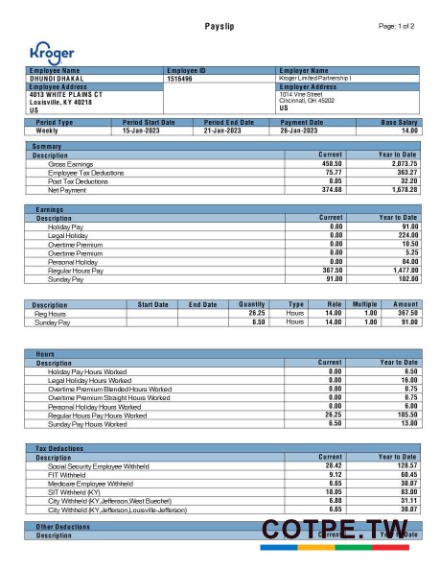 Payslip
Page: 1 of 2
Kroger
Employee Name Employee ID Employer Name
DHUNDI DHAKAL 1516496 Kroger Limited Partnership I
Employee Address Employer Address
4013 WHITE PLAINS CT 1014 Vine Street
Louisville, KY 40218 Cincinnati, OH 45202
US US
Period Type Period Start Date Period End Date Payment Date Base Salary
Weekly 15-Jan-2023 21-Jan-2023 26-Jan-2023 14.00
Summary
Description Current Year to Date
Gross Earnings 458.50 2,073.75
Employee Tax Deductions 75.77 363.27
Post Tax Deductions 8.05 32.20
Net Payment 374.68 1,678.28
Earnings
Description Current Year to Date
Holiday Pay 0.00 91.00
Legal Holiday 0.00 224.00
Overtime Premium 0.00 10.50
Overtime Premium 0.00 5.25
Personal Holiday 0.00 84.00
Regular Hours Pay 367.50 1,477.00
Sunday Pay 91.00 182.00
Description Start Date End Date Quantity Type Rate Multiple Amount
Reg Hours 26.25 Hours 14.00 1.00 367.50
Sunday Pay 6.50 Hours 14.00 1.00 91.00
Hours
Description Current Year to Date
Holiday Pay Hours Worked 0.00 6.50
Legal Holiday Hours Worked 0.00 16.00
Overtime Premium Blended Hours Worked 0.00 0.75
Overtime Premium Straight Hours Worked 0.00 0.75
Personal Holiday Hours Worked 0.00 6.00
Regular Hours Pay Hours Worked 26.25 105.50
Sunday Pay Hours Worked 6.50 13.00
Tax Deductions
Description Current Year to Date
Social Security Employee Withheld 28.42 128.57
FIT Withheld 9.12 60.45
Medicare Employee Withheld 6.65 30.07
SIT Withheld (KY) 18.05 83.00
City Withheld (KY,Jefferson,West Buechel) 6.88 31.11
City Withheld (KY,Jefferson,Louisville-Jefferson) 6.65 30.07
Other Deductions
Description Current Year to Date
COTPE.TW